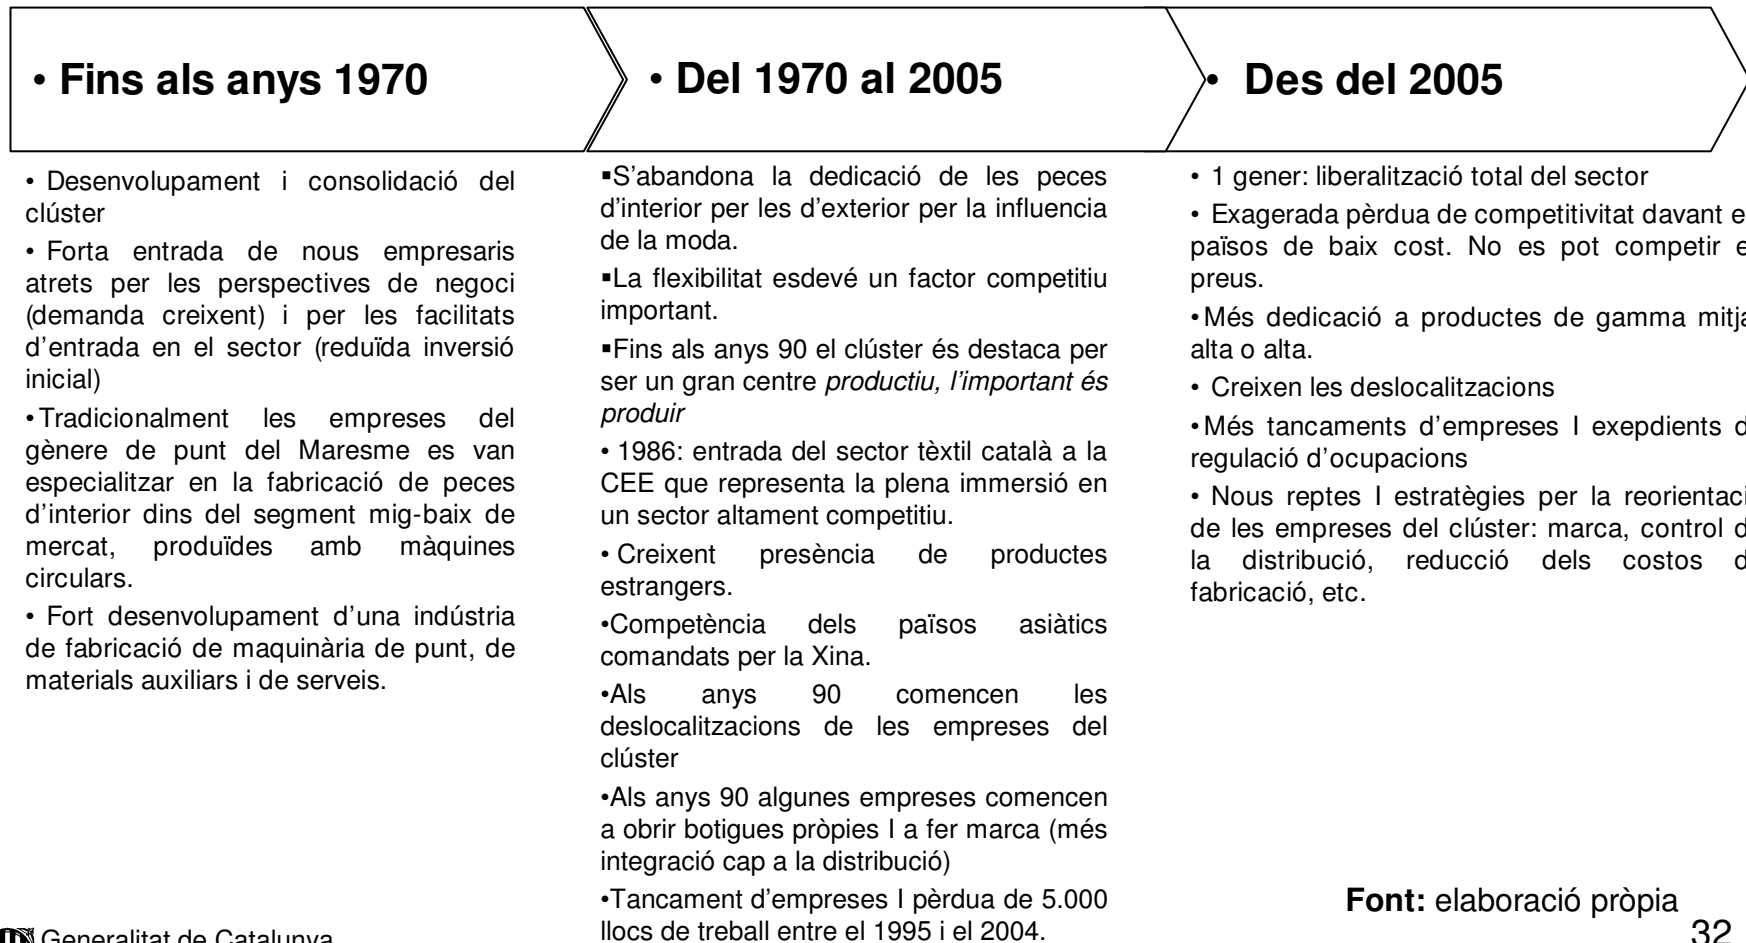 • Fins als anys 1970
• Desenvolupament i consolidació del
clúster
• Forta entrada de nous empresaris
atrets per les perspectives de negoci
(demanda creixent) i per les facilitats
d'entrada en el sector (reduïda inversió
inicial)
•Tradicionalment les empreses del
gènere de punt del Maresme es van
especialitzar en la fabricació de peces
d'interior dins del segment mig-baix de
mercat, produïdes amb màquines
circulars.
• Fort desenvolupament d'una indústria
de fabricació de maquinària de punt, de
materials auxiliars i de serveis.
• Del 1970 al 2005
▪S'abandona la dedicació de les peces
d'interior per les d'exterior per la influencia
de la moda.
▪La flexibilitat esdevé un factor competitiu
important.
▪Fins als anys 90 el clúster és destaca per
ser un gran centre productiu, l'important és
produir
• 1986: entrada del sector tèxtil català a la
CEE que representa la plena immersió en
un sector altament competitiu.
• Creixent presència de productes
estrangers.
•Competència dels països asiàtics
comandats per la Xina.
•Als anys 90 comencen les
deslocalitzacions de les empreses del
clúster
•Als anys 90 algunes empreses comencen
a obrir botigues pròpies I a fer marca (més
integració cap a la distribució)
•Tancament d'empreses I pèrdua de 5.000
llocs de treball entre el 1995 i el 2004.
• Des del 2005
• 1 gener: liberalització total del sector
• Exagerada pèrdua de competitivitat davant e
països de baix cost. No es pot competir e
preus.
•Més dedicació a productes de gamma mitja
alta o alta.
• Creixen les deslocalitzacions
•Més tancaments d'empreses I exepdients d
regulació d'ocupacions
• Nous reptes I estratègies per la reorientaci
de les empreses del clúster: marca, control d
la distribució, reducció dels costos d
fabricació, etc.
Font: elaboració pròpia
Generalitat de Catalunya
32